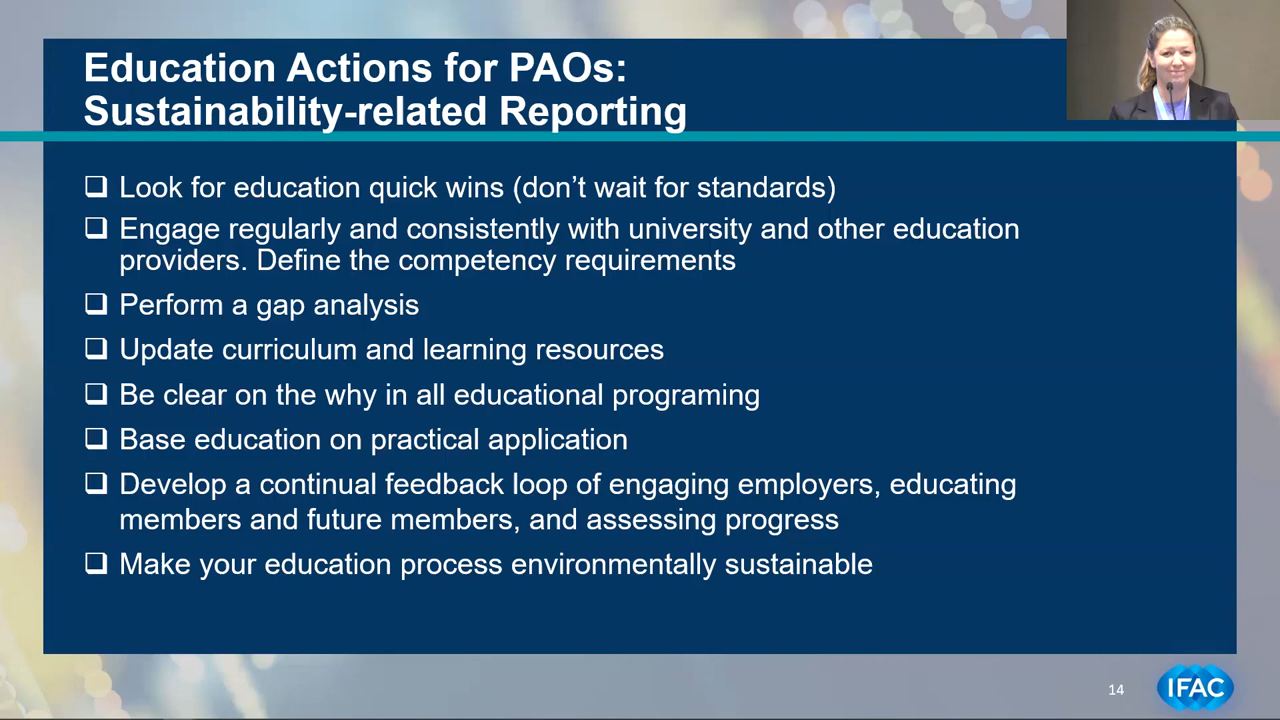 Education Actions for PAOs:
Sustainability-related Reporting
❑ Look for education quick wins (don’t wait for standards)
❑ Engage regularly and consistently with university and other education
providers. Define the competency requirements
❑ Perform a gap analysis
❑ Update curriculum and learning resources
❑ Be clear on the why in all educational programing
❑ Base education on practical application
❑ Develop a continual feedback loop of engaging employers, educating
members and future members, and assessing progress
❑ Make your education process environmentally sustainable
14
IFAC